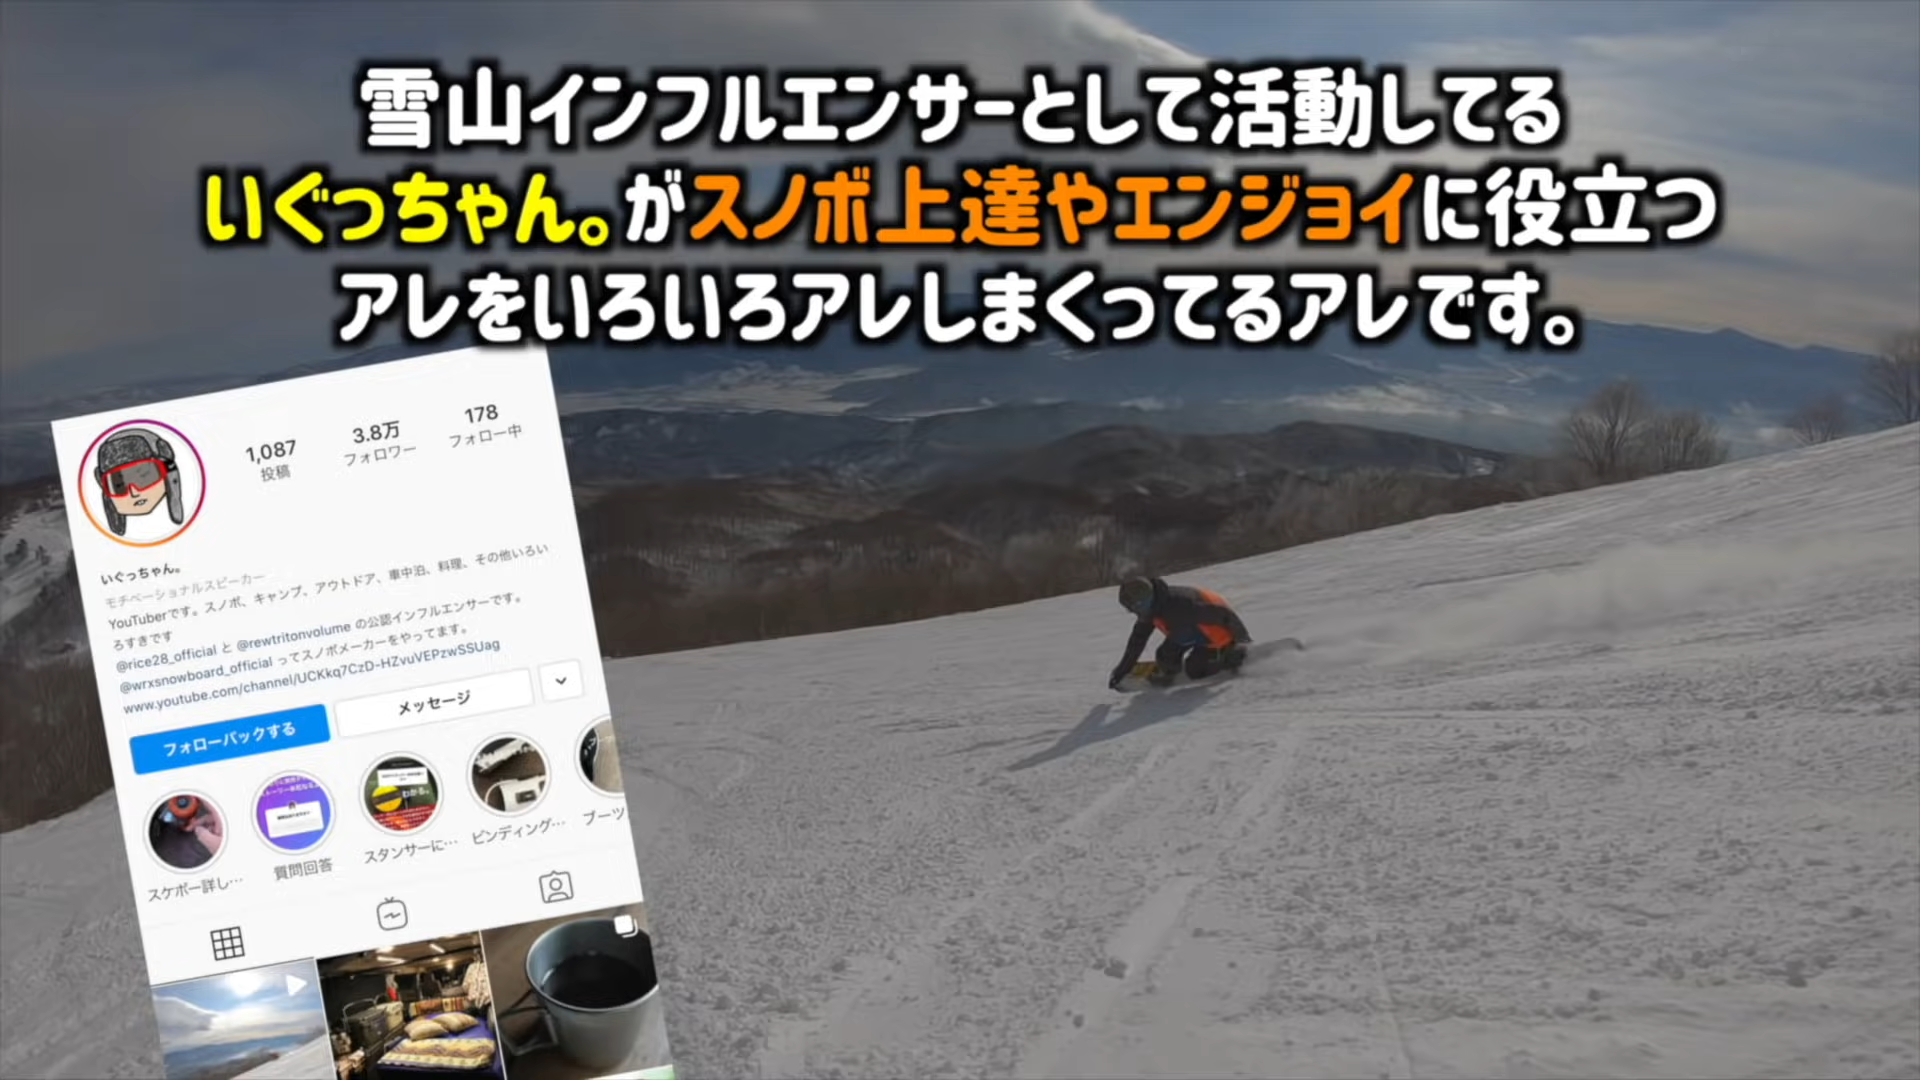 雪山インフルエンサーとして活動してる
いぐっちゃん。がスノボ上達やエンジョイに役立つ
アレをいろいろアレしまくってるアレです。
1,087
投稿
3.8万
フォロワー
178
フォロー中
いぐっちゃん。
モチベーショナルスピーカー
YouTuberです。スノボ、キャンプ、アウトドア、車中泊、料理、その他いろい
ろすきです
@rice28_official と @rewtritonvolume の公認インフルエンサーです。
@wrxsnowboard_official ってスノボメーカーをやってます。
www.youtube.com/channel/UCKkq7CzD-HZvuVEPzwSSUag
フォローバックする
メッセージ
わかる。
スケボー詳し…
質問回答
スタンサーに…
ビンディング…
ブーツ